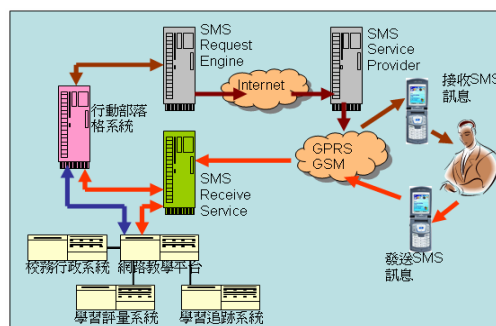 SMS
Request
Engine
SMS
Service
Provider
接收SMS
訊息
Internet
行動部落
格系統
GPRS
GSM
SMS
Receive
Service
發送SMS
訊息
校務行政系統
網路教學平台
學習評量系統
學習追跡系統